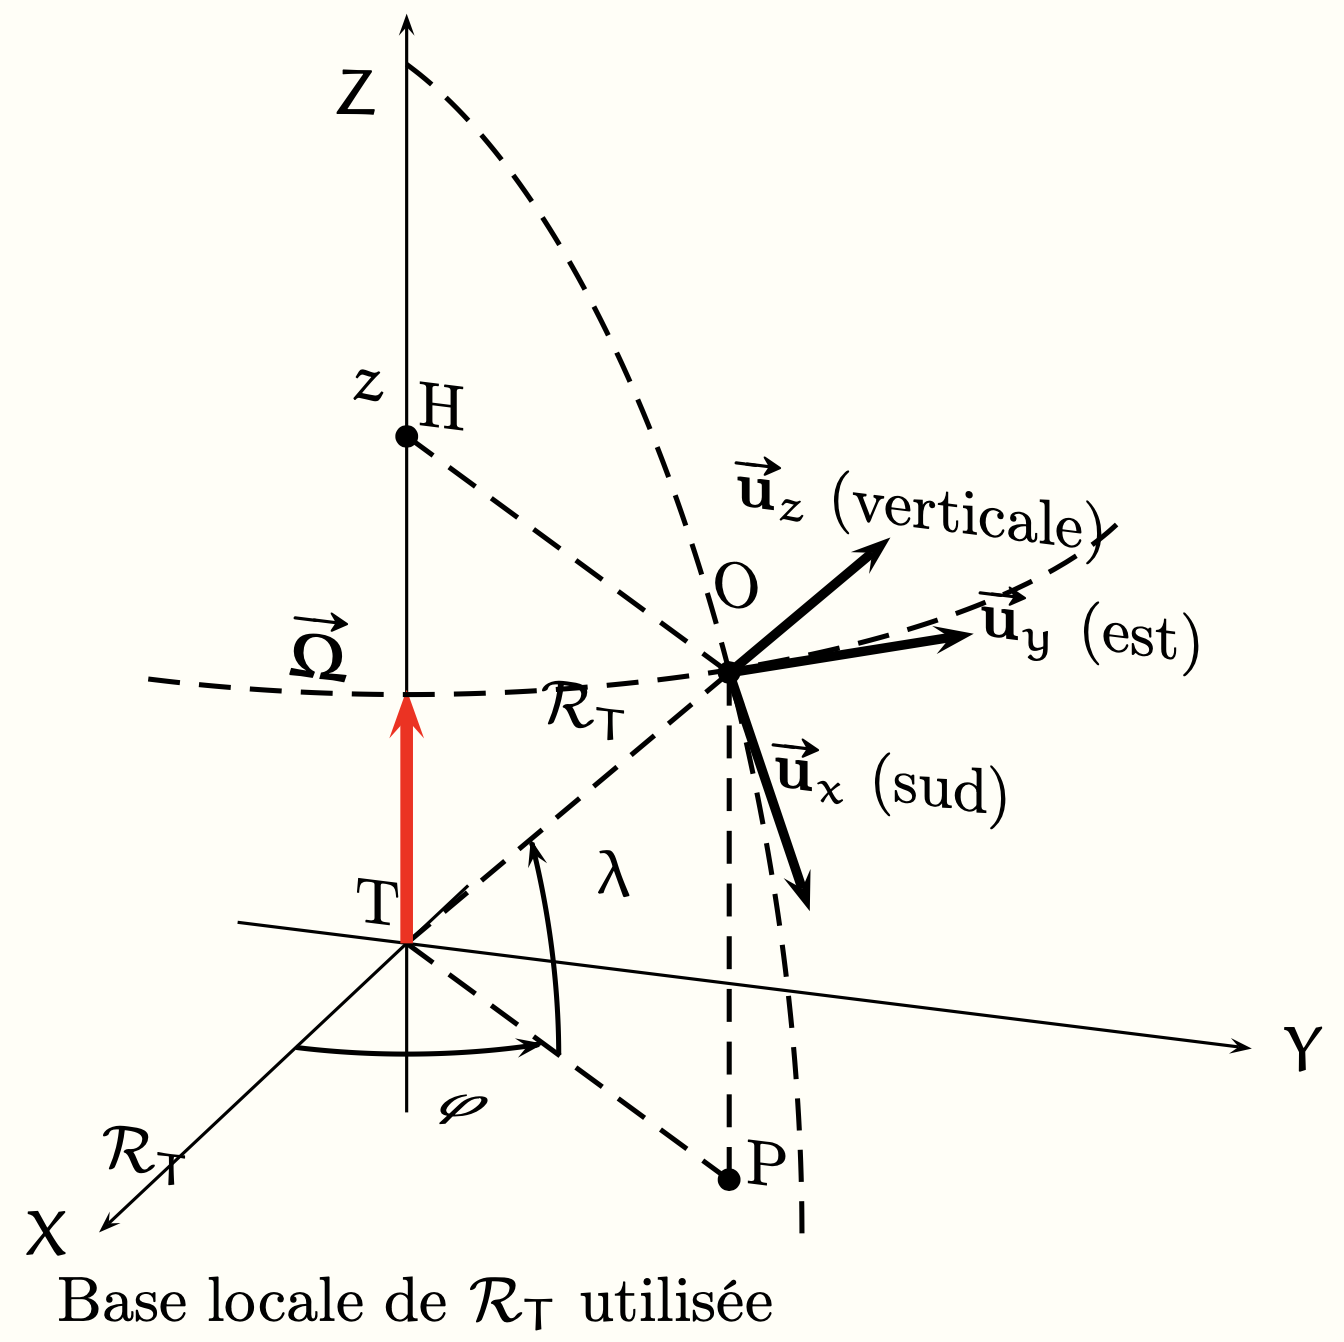 Z
z
H
u⃗z (verticale)
O
Ω⃗
u⃗y (est)
RT
u⃗x (sud)
T
λ
Y
φ
P
RT
X
Base locale de RT utilisée